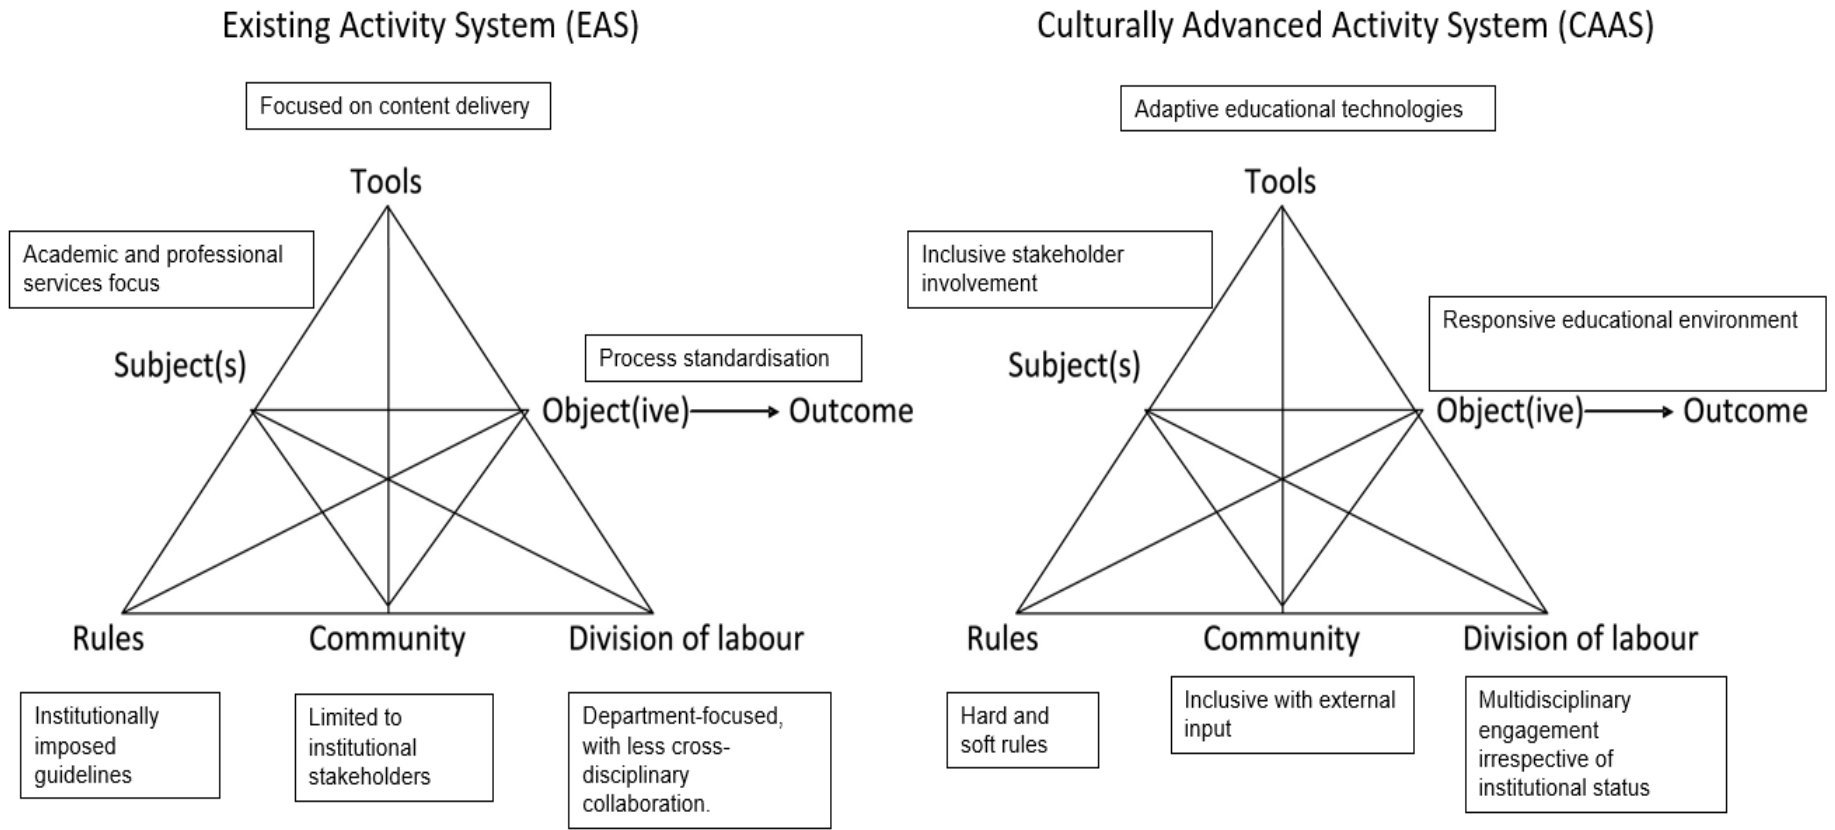 Existing Activity System (EAS)
Focused on content delivery
Tools
Academic and professional
services focus
Subject(s)
Process standardisation
Object(ive)
Outcome
Rules
Community
Division of labour
Institutionally
imposed
guidelines
Limited to
institutional
stakeholders
Department-focused,
with less cross-
disciplinary
collaboration.
Culturally Advanced Activity System (CAAS)
Adaptive educational technologies
Tools
Inclusive stakeholder
involvement
Subject(s)
Responsive educational environment
Object(ive)
Outcome
Rules
Community
Division of labour
Hard and
soft rules
Inclusive with external
input
Multidisciplinary
engagement
irrespective of
institutional status